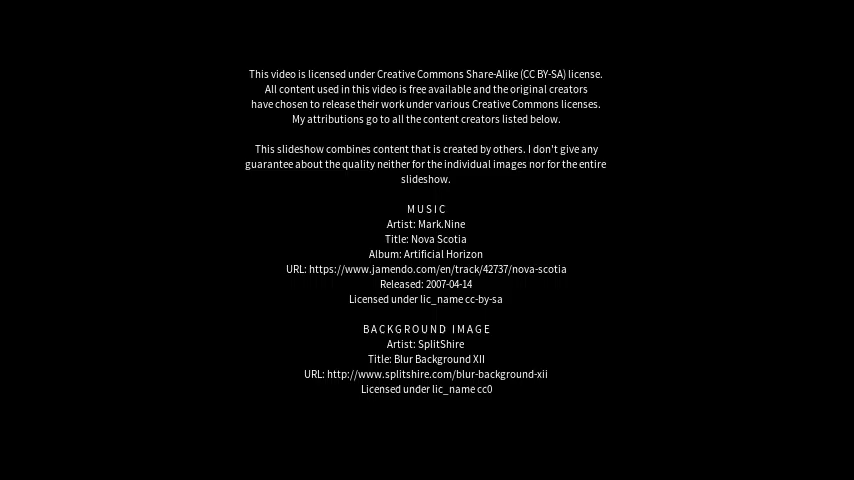 This video is licensed under Creative Commons Share-Alike (CC BY-SA) license.
All content used in this video is free available and the original creators
have chosen to release their work under various Creative Commons licenses.
My attributions go to all the content creators listed below.
This slideshow combines content that is created by others. I don't give any
guarantee about the quality neither for the individual images nor for the entire
slideshow.
MUSIC
Artist: Mark.Nine
Title: Nova Scotia
Album: Artificial Horizon
URL: https://www.jamendo.com/en/track/42737/nova-scotia
Released: 2007-04-14
Licensed under lic_name cc-by-sa
BACKGROUND IMAGE
Artist: SplitShire
Title: Blur Background XII
URL: http://www.splitshire.com/blur-background-xii
Licensed under lic_name cc0